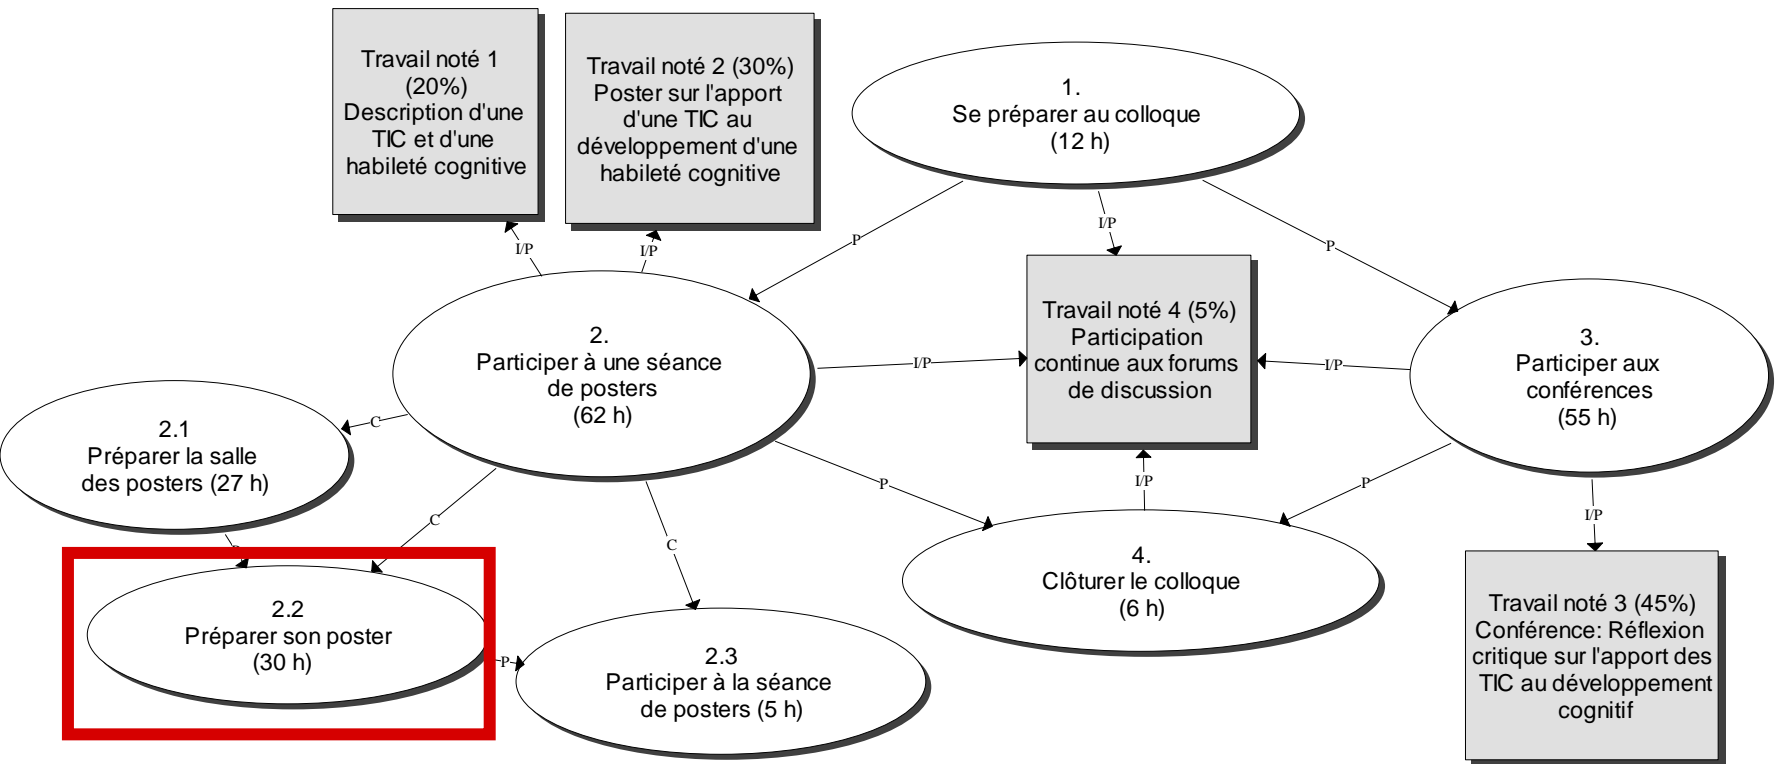 Travail noté 1
(20%)
Description d'une
TIC et d'une
habileté cognitive
Travail noté 2 (30%)
Poster sur l'apport
d'une TIC au
développement d'une
habileté cognitive
1.
Se préparer au colloque
(12 h)
I/P
I/P
P
I/P
P
2.
Participer à une séance
de posters
(62 h)
I/P
Travail noté 4 (5%)
Participation
continue aux forums
de discussion
I/P
3.
Participer aux
conférences
(55 h)
C
2.1
Préparer la salle
des posters (27 h)
C
C
P
I/P
P
I/P
2.2
Préparer son poster
(30 h)
P
2.3
Participer à la séance
de posters (5 h)
4.
Clôturer le colloque
(6 h)
Travail noté 3 (45%)
Conférence: Réflexion
critique sur l'apport des
TIC au développement
cognitif